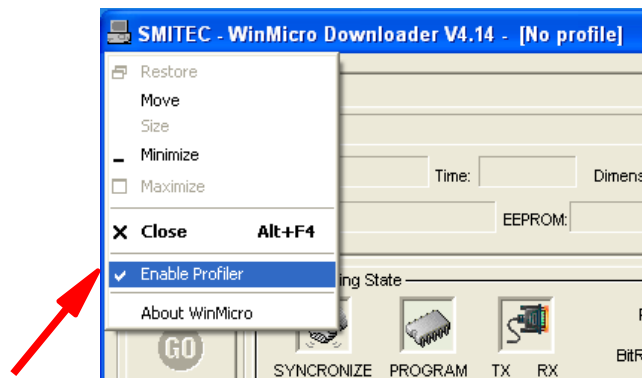 SMITEC - WinMicro Downloader V4.14 - [No profile]
Restore
Move
Size
Minimize
Maximize
Close Alt+F4
Enable Profiler
About WinMicro
Time:
Dimens
EEPROM:
ing State
GO
SYNCRONIZE PROGRAM TX RX
BitR